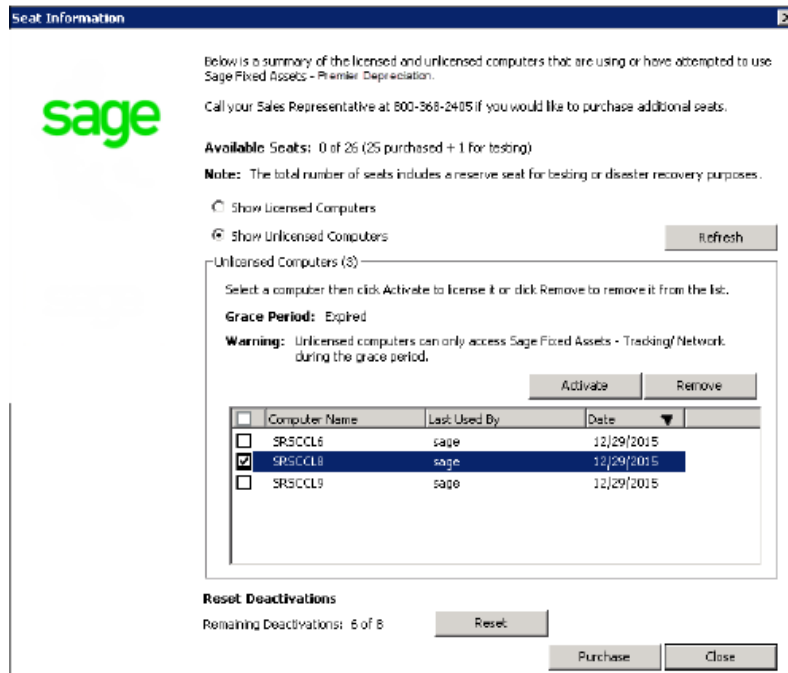 Seat Information
Below is a summary of the licensed and unlicensed computers that are using or have attempted to use
Sage Fixed Assets - Premier Depreciation.
sage
Call your Sales Representative at 800-368-2405 if you would like to purchase additional seats.
Available Seats: 0 of 26 (25 purchased + 1 for testing)
Note: The total number of seats includes a reserve seat for testing or disaster recovery purposes.
Show Licensed Computers
Show Unlicensed Computers
Refresh
Unlicensed Computers (3)
Select a computer then click Activate to license it or click Remove to remove it from the list.
Grace Period: Expired
Warning: Unlicensed computers can only access Sage Fixed Assets - Tracking/ Network
during the grace period.
Activate Remove
Computer Name Last Used By Date
SRSCCL6 sage 12/29/2015
SRSCCL8 sage 12/29/2015
SRSCCL9 sage 12/29/2015
Reset Deactivations
Remaining Deactivations: 6 of 8 Reset
Purchase Close